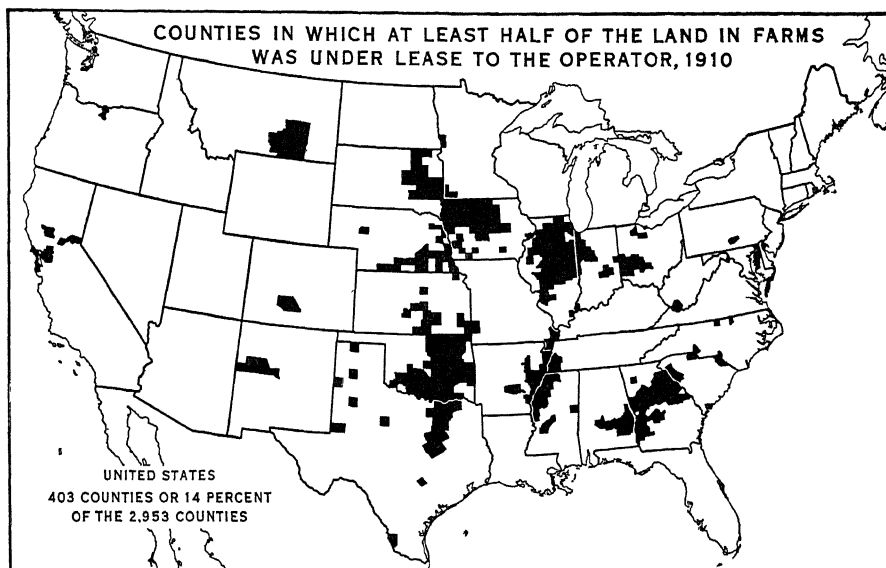 COUNTIES IN WHICH AT LEAST HALF OF THE LAND IN FARMS
WAS UNDER LEASE TO THE OPERATOR, 1910
UNITED STATES
403 COUNTIES OR 14 PERCENT
OF THE 2,953 COUNTIES